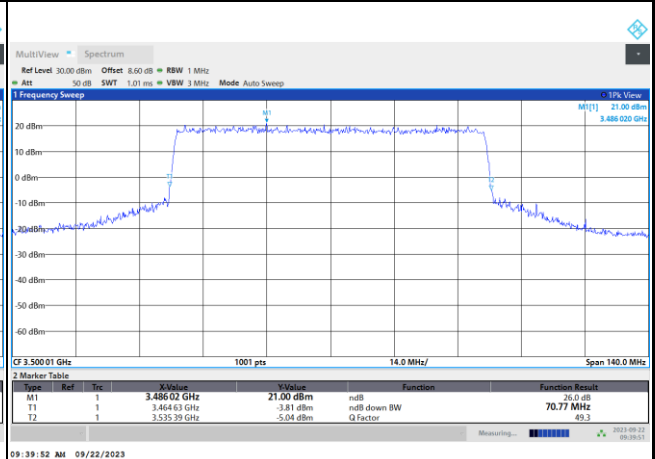 MultiView Spectrum
Ref Level 30.00 dBm Offset 8.60 dB RBW 1 MHz
Att 50 dB SWT 1.01 ms VBW 3 MHz Mode Auto Sweep
1 Frequency Sweep 1Pk View
M1 M1[1] 21.00 dBm
3.486 020 GHz
20 dBm
10 dBm
0 dBm
T1 T2
-10 dBm
-20 dBm
-30 dBm
-40 dBm
-50 dBm
-60 dBm
CF 3.500 01 GHz 1001 pts 14.0 MHz/ Span 140.0 MHz
2 Marker Table
Type Ref Trc X-Value Y-Value Function Function Result
M1 1 3.486 02 GHz 21.00 dBm ndB 26.0 dB
T1 1 3.464 63 GHz -3.81 dBm ndB down BW 70.77 MHz
T2 1 3.535 39 GHz -5.04 dBm Q Factor 49.3
Measuring... 2023-09-22
09:39:51
09:39:52 AM 09/22/2023